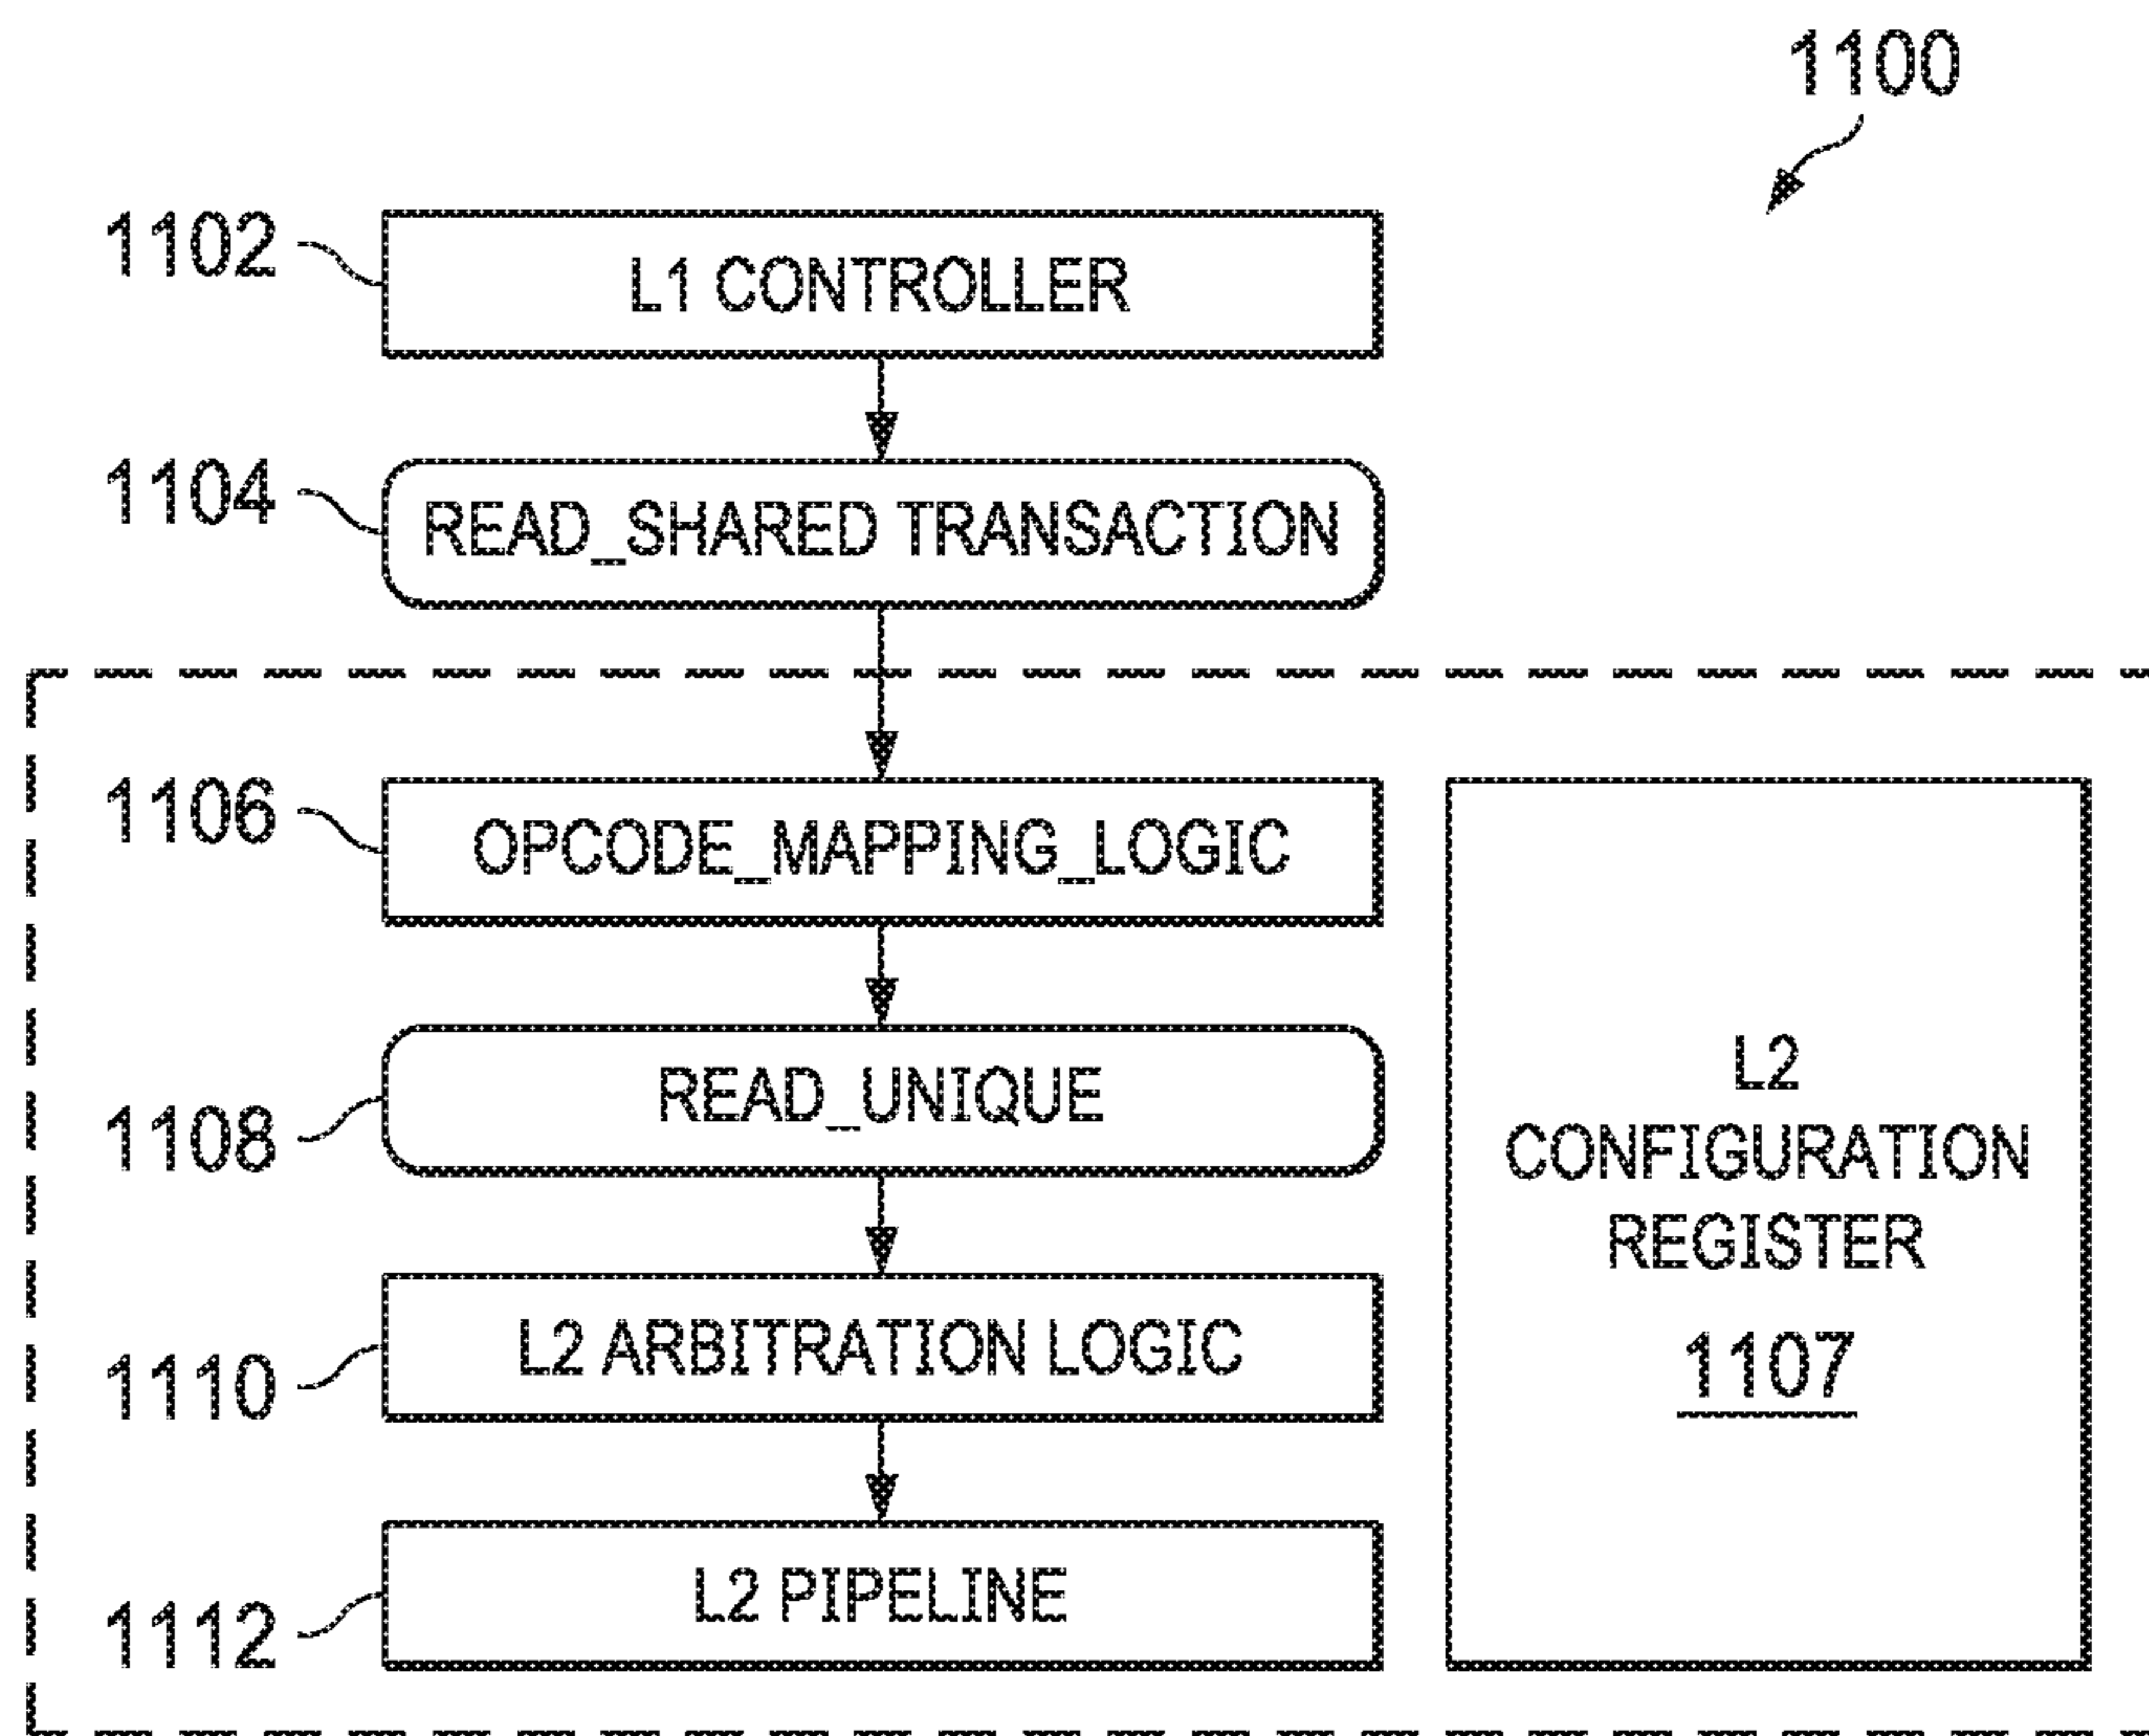 1100
1102
L1 CONTROLLER
1104
READ_SHARED TRANSACTION
1106
OPCODE_MAPPING_LOGIC
1108
READ_UNIQUE
1110
L2 ARBITRATION LOGIC
1112
L2 PIPELINE
L2
CONFIGURATION
REGISTER
1107